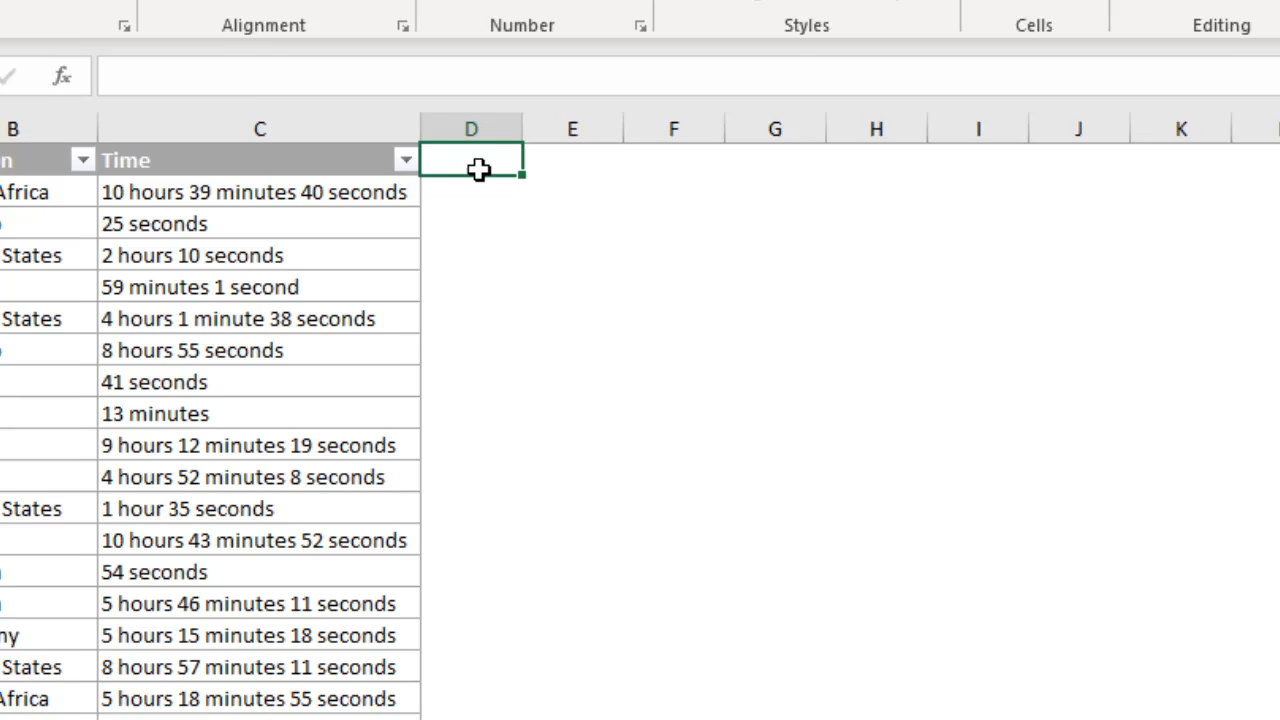 Alignment Number Styles Cells Editing
fx
B C D E F G H I J K
n Time
Africa 10 hours 39 minutes 40 seconds
25 seconds
States 2 hours 10 seconds
59 minutes 1 second
States 4 hours 1 minute 38 seconds
8 hours 55 seconds
41 seconds
13 minutes
9 hours 12 minutes 19 seconds
4 hours 52 minutes 8 seconds
States 1 hour 35 seconds
10 hours 43 minutes 52 seconds
54 seconds
5 hours 46 minutes 11 seconds
ny 5 hours 15 minutes 18 seconds
States 8 hours 57 minutes 11 seconds
Africa 5 hours 18 minutes 55 seconds